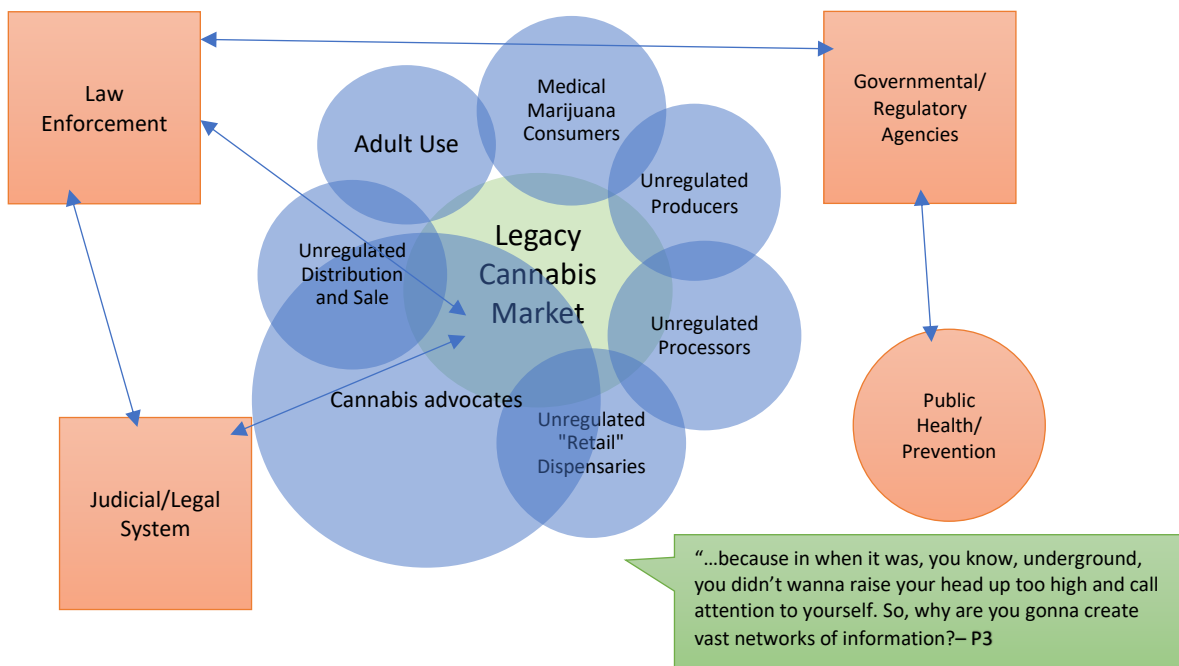 Law
Enforcement
Medical
Marijuana
Consumers
Governmental/
Regulatory
Agencies
Adult Use
Unregulated
Producers
Unregulated
Distribution
and Sale
Legacy
Cannabis
Market
Unregulated
Processors
Cannabis advocates
Unregulated
"Retail"
Dispensaries
Public
Health/
Prevention
Judicial/Legal
System
“…because in when it was, you know, underground,
you didn’t wanna raise your head up too high and call
attention to yourself. So, why are you gonna create
vast networks of information?– P3